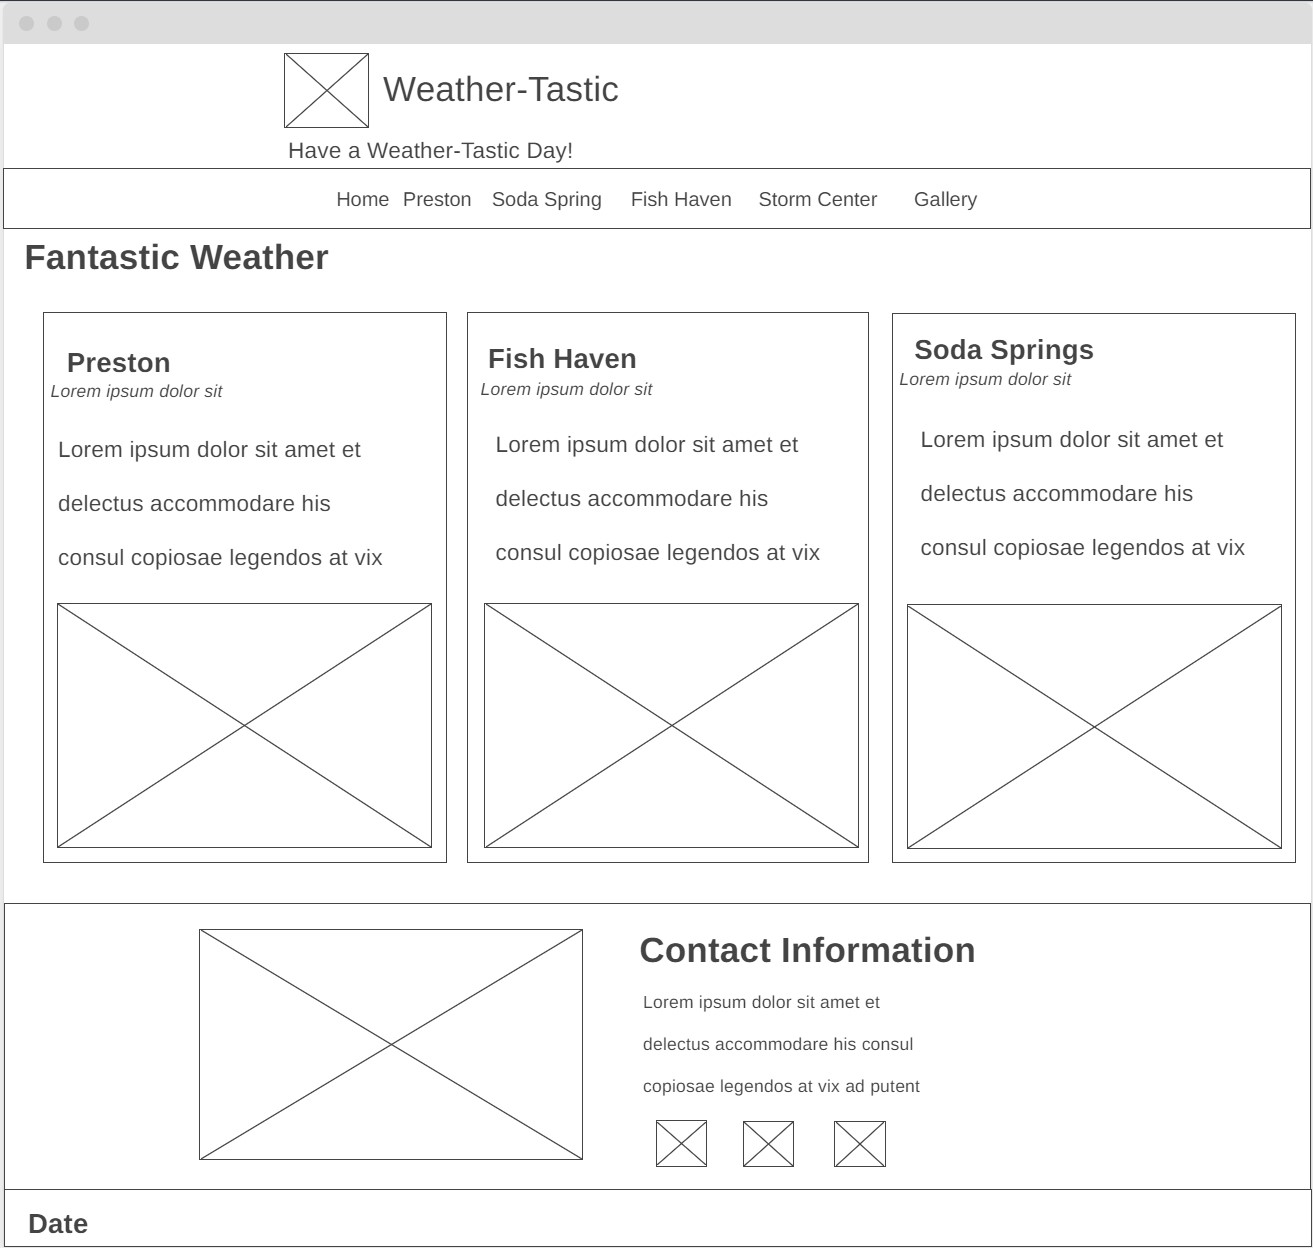 Weather-Tastic
Have a Weather-Tastic Day!
Home Preston Soda Spring Fish Haven Storm Center Gallery
Fantastic Weather
Preston
Lorem ipsum dolor sit
Lorem ipsum dolor sit amet et
delectus accommodare his
consul copiosae legendos at vix
Fish Haven
Lorem ipsum dolor sit
Lorem ipsum dolor sit amet et
delectus accommodare his
consul copiosae legendos at vix
Soda Springs
Lorem ipsum dolor sit
Lorem ipsum dolor sit amet et
delectus accommodare his
consul copiosae legendos at vix
Contact Information
Lorem ipsum dolor sit amet et
delectus accommodare his consul
copiosae legendos at vix ad putent
Date